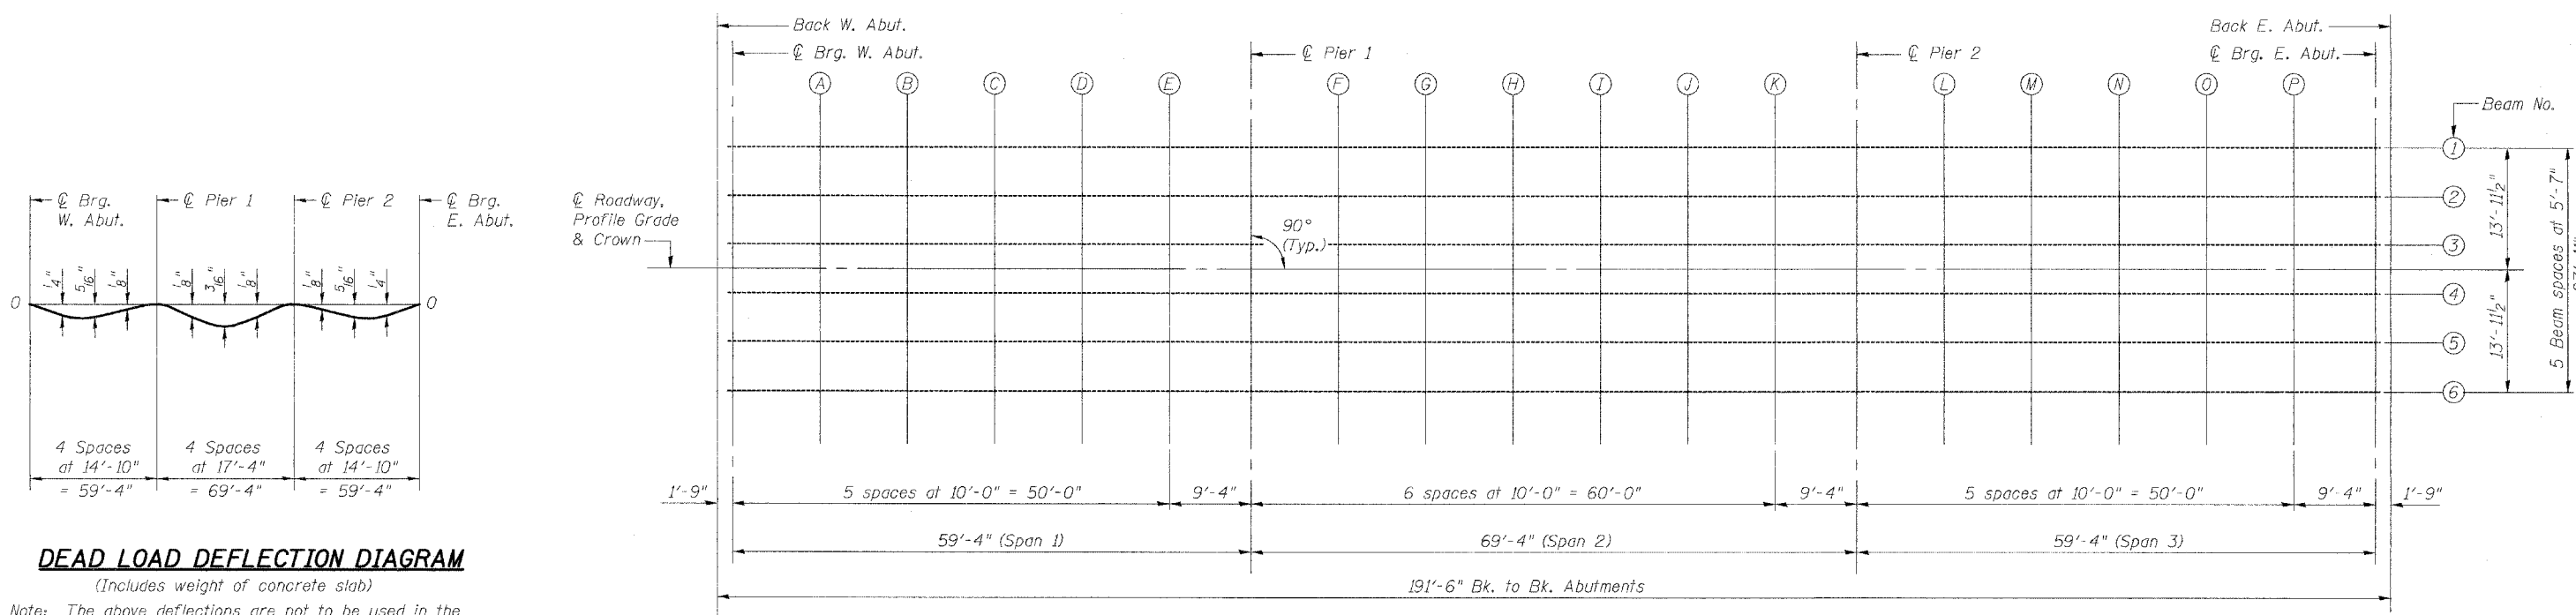 Back W. Abut.
℄ Brg. W. Abut.
℄ Pier 1
℄ Pier 2
Back E. Abut.
℄ Brg. E. Abut.
A B C D E F G H I J K L M N O P
Beam No.
1
2
3
4
5
6
13'-11½"
13'-11½"
5 Beam spaces at 5'-7"
℄ Roadway,
Profile Grade
& Crown
90°
(Typ.)
1'-9"
5 spaces at 10'-0" = 50'-0"
9'-4"
6 spaces at 10'-0" = 60'-0"
9'-4"
5 spaces at 10'-0" = 50'-0"
9'-4"
1'-9"
59'-4" (Span 1)
69'-4" (Span 2)
59'-4" (Span 3)
191'-6" Bk. to Bk. Abutments
℄ Brg.
W. Abut.
℄ Pier 1
℄ Pier 2
℄ Brg.
E. Abut.
0
¼"
5/16"
⅛"
⅛"
3/16"
⅛"
⅛"
5/16"
¼"
0
4 Spaces
at 14'-10"
= 59'-4"
4 Spaces
at 17'-4"
= 69'-4"
4 Spaces
at 14'-10"
= 59'-4"
DEAD LOAD DEFLECTION DIAGRAM
(Includes weight of concrete slab)
Note: The above deflections are not to be used in the